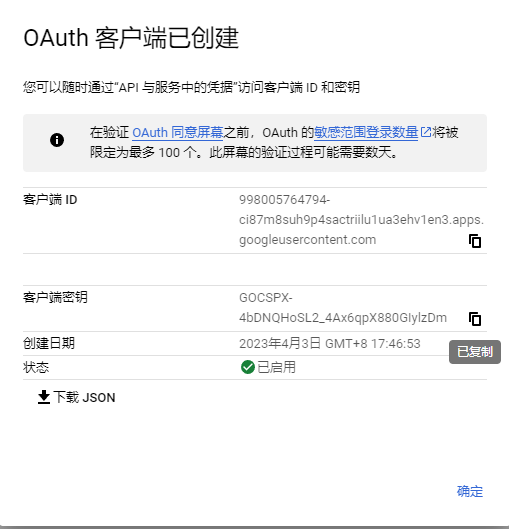 OAuth 客户端已创建
您可以随时通过“API 与服务中的凭据”访问客户端 ID 和密钥
在验证 OAuth 同意屏幕之前，OAuth 的敏感范围登录数量将被
限定为最多 100 个。此屏幕的验证过程可能需要数天。
客户端 ID
998005764794-
ci87m8suh9p4sactriilu1ua3ehv1en3.apps.
googleusercontent.com
客户端密钥
GOCSPX-
4bDNQHoSL2_4Ax6qpX880GIylzDm
创建日期
2023年4月3日 GMT+8 17:46:53
已复制
状态
已启用
下载 JSON
确定